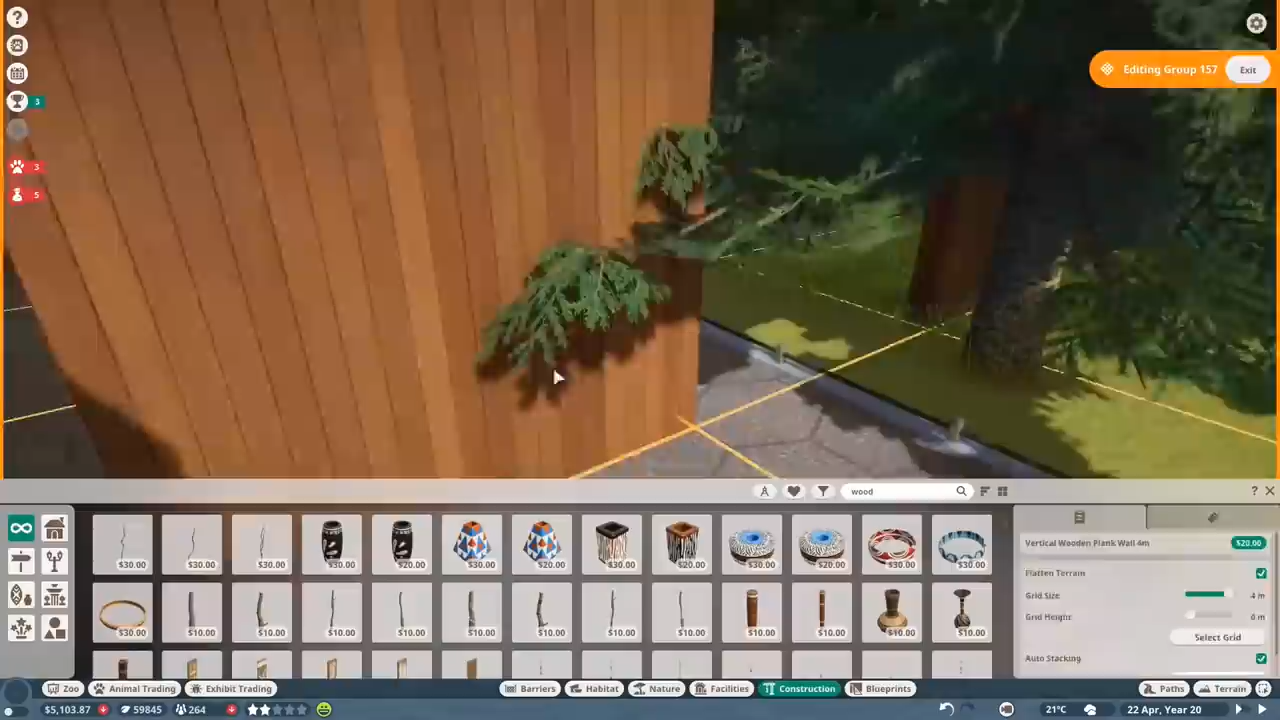 ?
Editing Group 157 Exit
3
3
5
wood
? ×
$30.00 $30.00 $30.00 $30.00 $20.00 $30.00 $20.00 $30.00 $20.00 $30.00 $20.00 $30.00 $20.00
Vertical Wooden Plank Wall 4m $20.00
Flatten Terrain
Grid Size 4 m
Grid Height: 0 m
Select Grid
$30.00 $10.00 $10.00 $10.00 $10.00 $10.00 $10.00 $10.00 $10.00 $10.00 $10.00 $10.00 $10.00
Auto Stacking
Zoo Animal Trading Exhibit Trading Barriers Habitat Nature Facilities Construction Blueprints Paths Terrain
$5,103.87 59845 264 21°C 22 Apr, Year 20